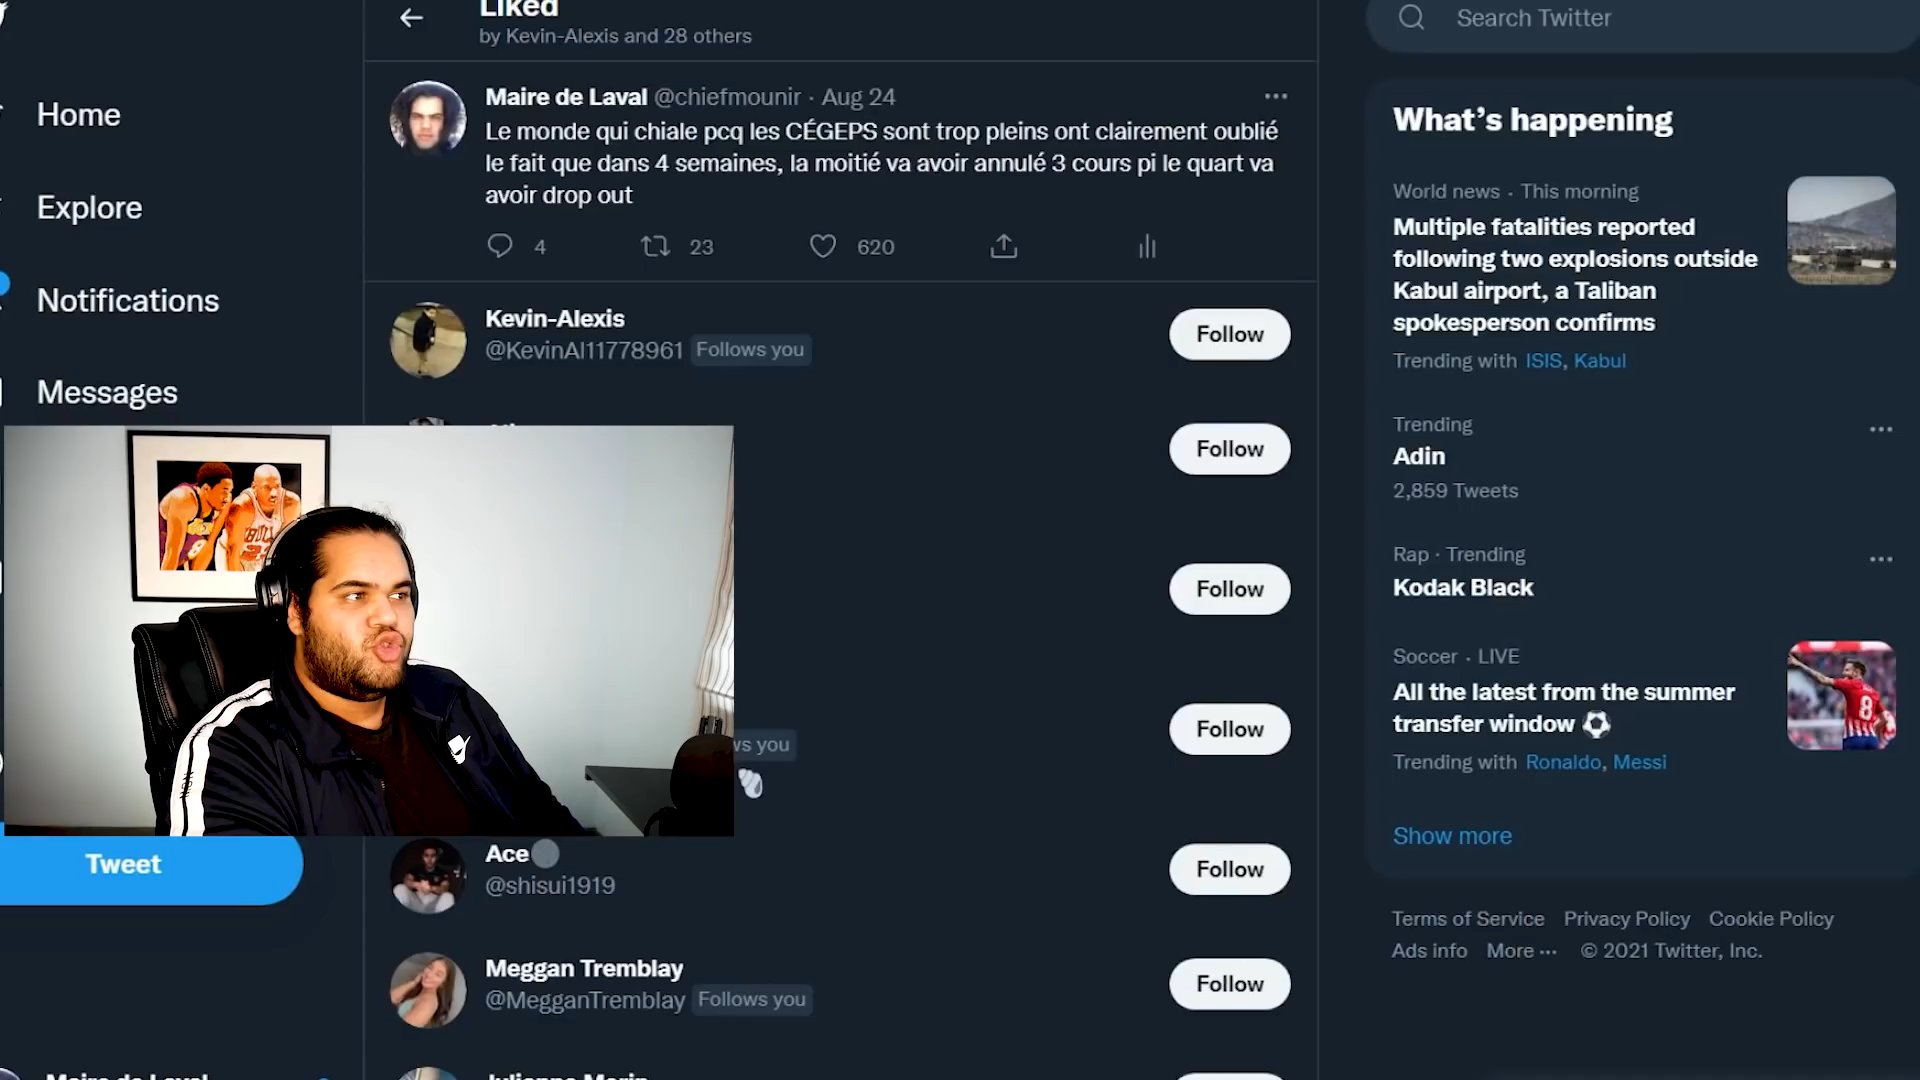 Liked
by Kevin-Alexis and 28 others
Search Twitter
Home
Explore
Notifications
Messages
Tweet
Maire de Laval @chiefmounir · Aug 24
Le monde qui chiale pcq les CÉGEPS sont trop pleins ont clairement oublié
le fait que dans 4 semaines, la moitié va avoir annulé 3 cours pi le quart va
avoir drop out
4 23 620
Kevin-Alexis
@KevinAl11778961 Follows you
Follow
Follow
Follow
Follow
BULLS
8
Ace
@shisui1919
Follow
Meggan Tremblay
@MegganTremblay Follows you
Follow
Maire de Laval
What's happening
World news · This morning
Multiple fatalities reported
following two explosions outside
Kabul airport, a Taliban
spokesperson confirms
Trending with ISIS, Kabul
Trending
Adin
2,859 Tweets
Rap · Trending
Kodak Black
Soccer · LIVE
All the latest from the summer
transfer window
8
Trending with Ronaldo, Messi
Show more
Terms of Service Privacy Policy Cookie Policy
Ads info More ··· © 2021 Twitter, Inc.